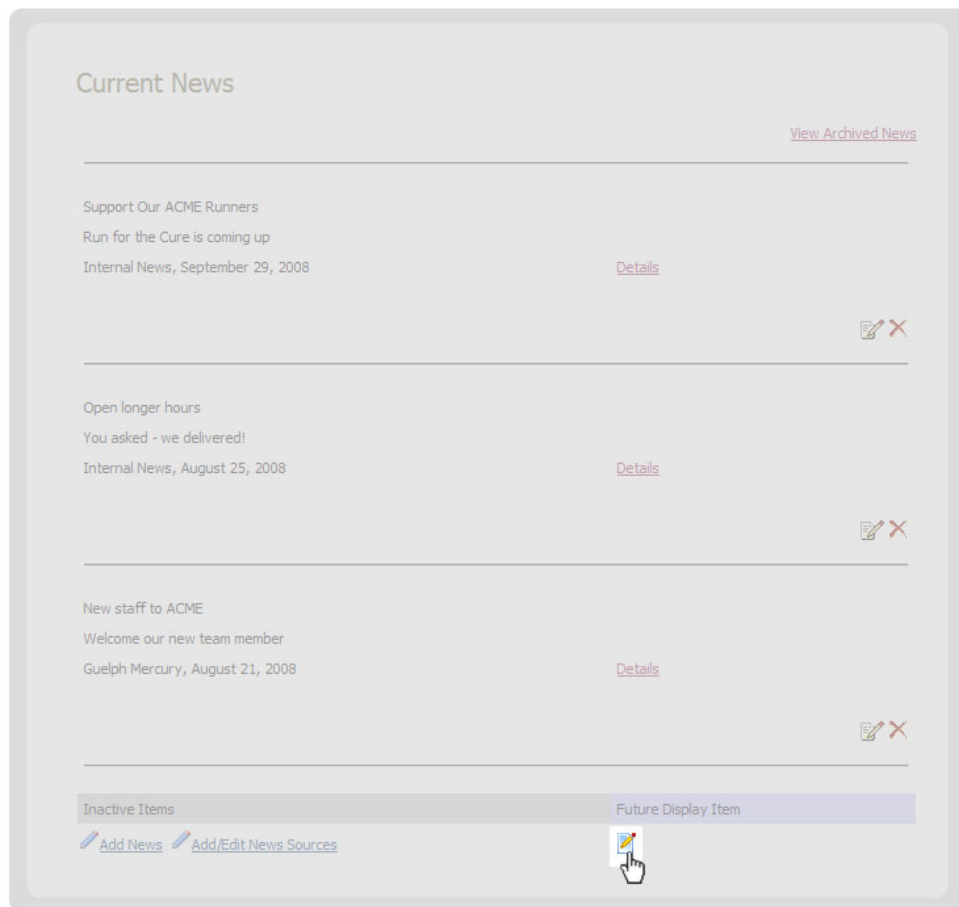 Current News
View Archived News
Support Our ACME Runners
Run for the Cure is coming up
Internal News, September 29, 2008 Details
Open longer hours
You asked - we delivered!
Internal News, August 25, 2008 Details
New staff to ACME
Welcome our new team member
Guelph Mercury, August 21, 2008 Details
Inactive Items Future Display Item
Add News Add/Edit News Sources